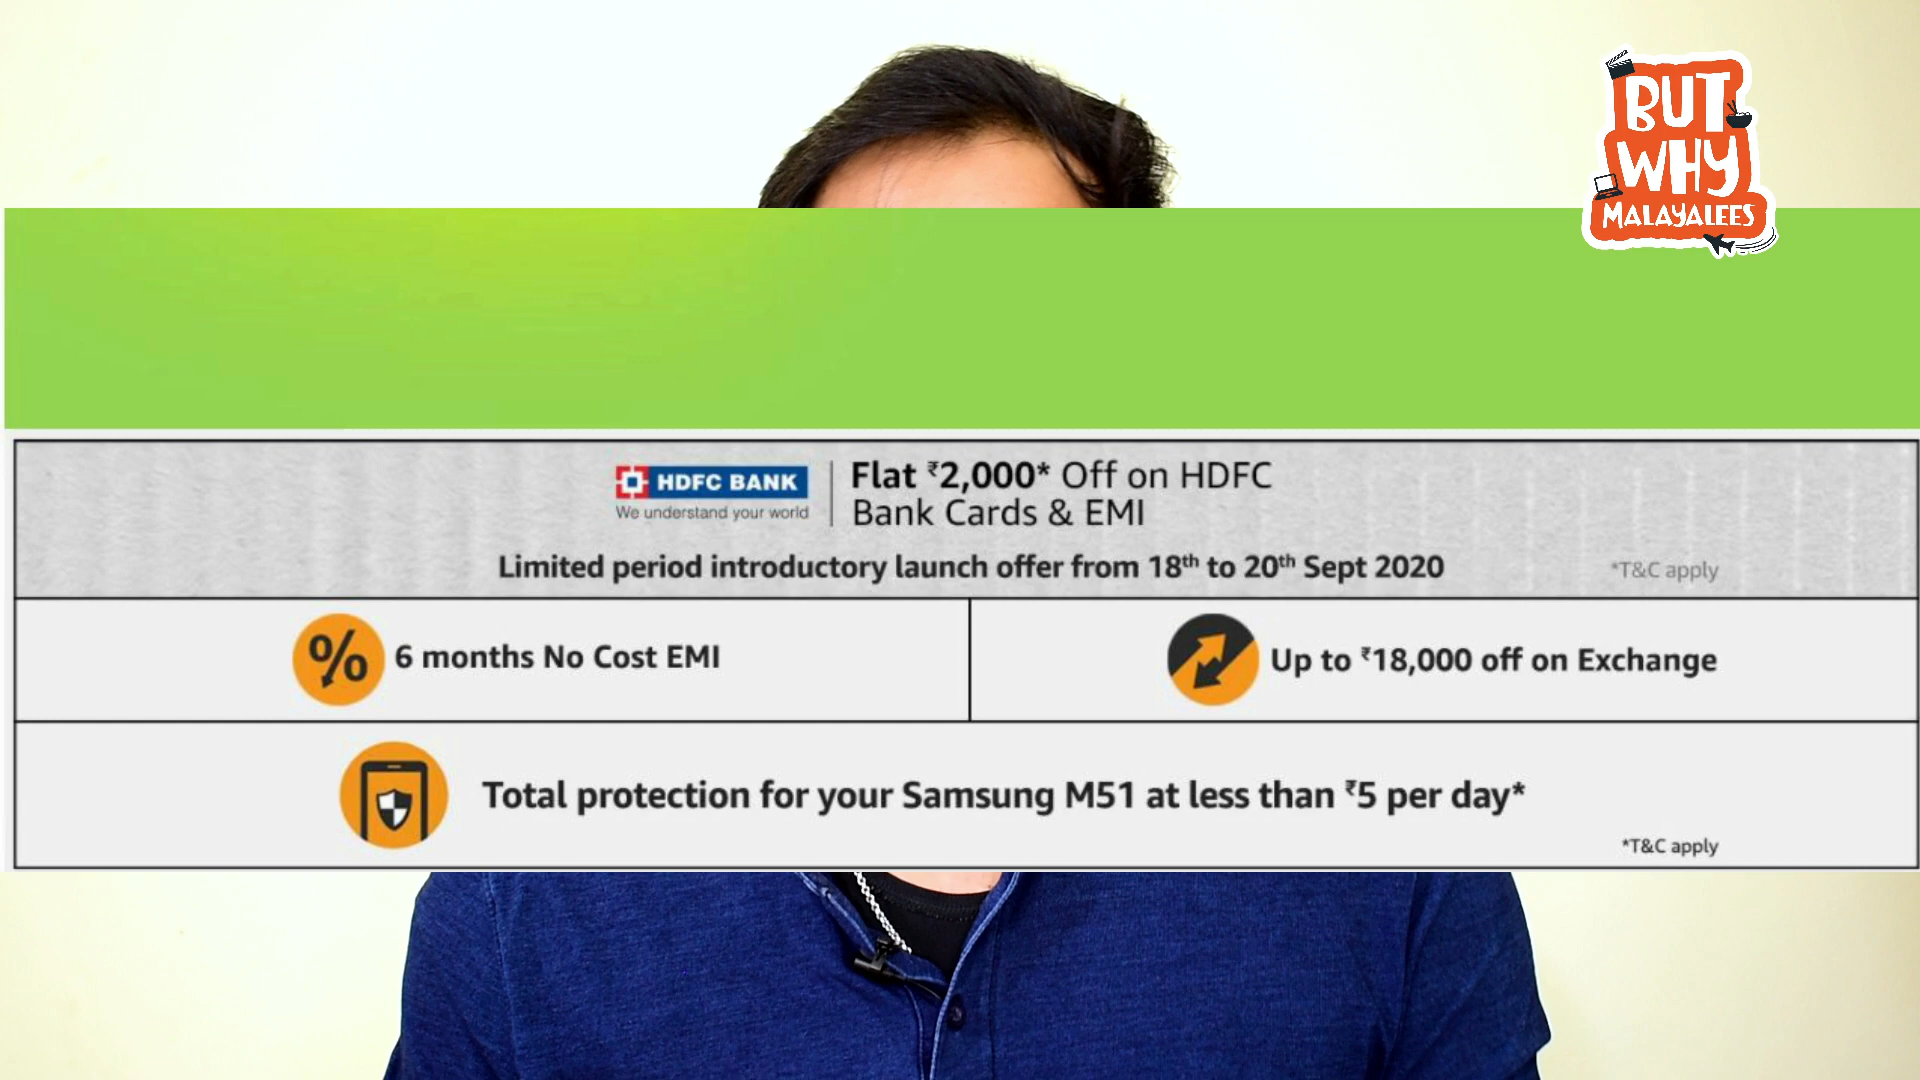 BUT
WHY
MALAYALEES
HDFC BANK
We understand your world
Flat ₹2,000* Off on HDFC
Bank Cards & EMI
Limited period introductory launch offer from 18th to 20th Sept 2020
*T&C apply
6 months No Cost EMI
Up to ₹18,000 off on Exchange
Total protection for your Samsung M51 at less than ₹5 per day*
*T&C apply